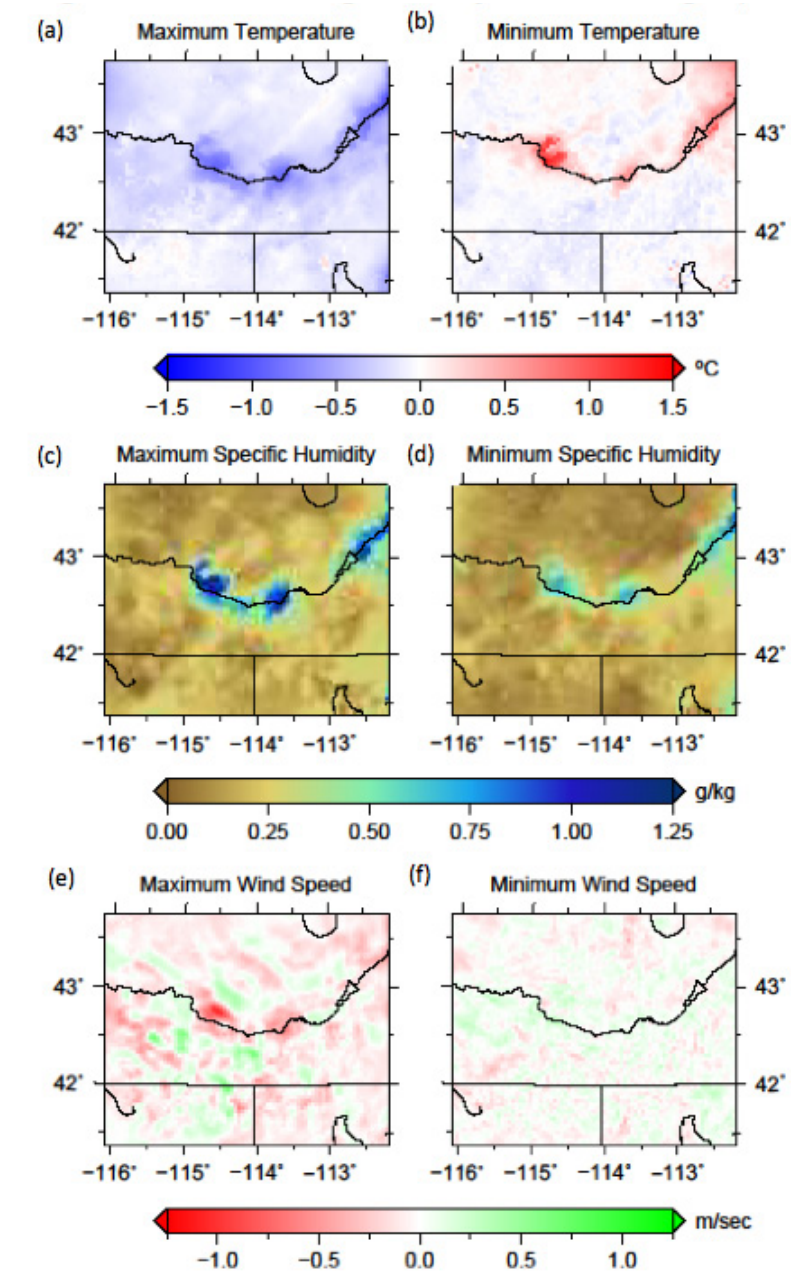 (a) Maximum Temperature (b) Minimum Temperature
43° 43°
42° 42°
−116° −115° −114° −113° −116° −115° −114° −113°
ºC
−1.5 −1.0 −0.5 0.0 0.5 1.0 1.5
(c) Maximum Specific Humidity (d) Minimum Specific Humidity
43° 43°
42° 42°
−116° −115° −114° −113° −116° −115° −114° −113°
g/kg
0.00 0.25 0.50 0.75 1.00 1.25
(e) Maximum Wind Speed (f) Minimum Wind Speed
43° 43°
42° 42°
−116° −115° −114° −113° −116° −115° −114° −113°
m/sec
−1.0 −0.5 0.0 0.5 1.0